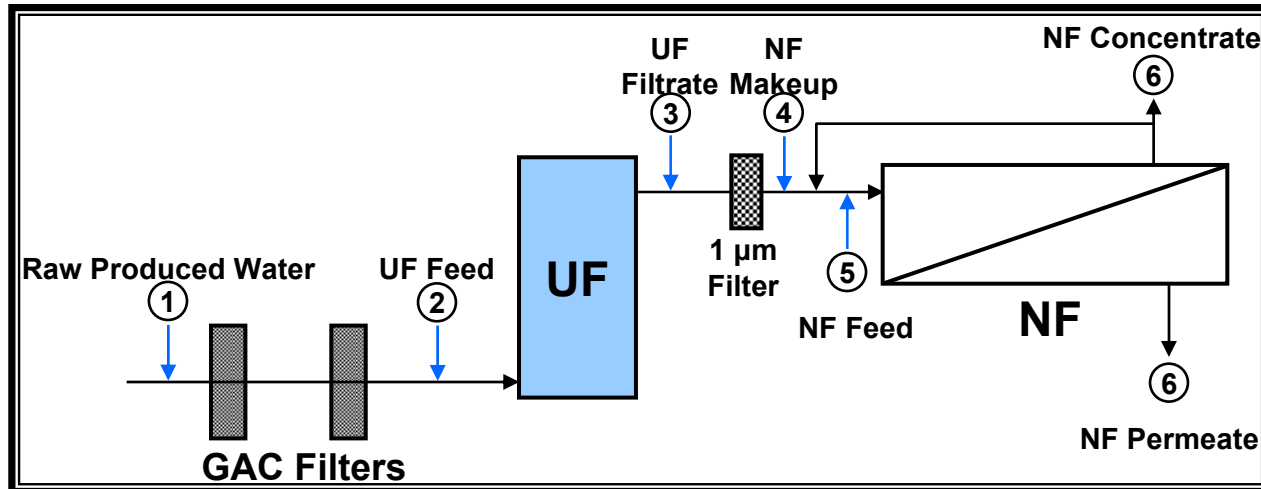 UF
Filtrate
3
NF
Makeup
4
NF Concentrate
6
Raw Produced Water
1
UF Feed
2
UF
1 µm
Filter
5
NF Feed
NF
6
NF Permeate
GAC Filters